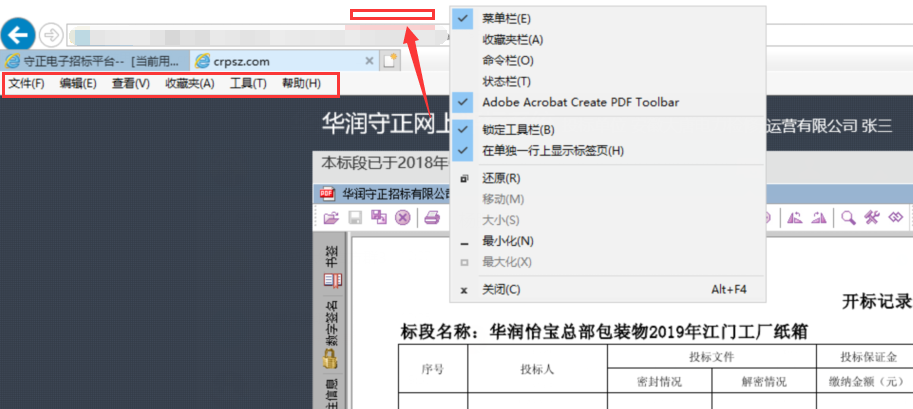 守正电子招标平台-- [当前用...
crpsz.com
文件(F) 编辑(E) 查看(V) 收藏夹(A) 工具(T) 帮助(H)
菜单栏(E)
收藏夹栏(A)
命令栏(O)
状态栏(T)
Adobe Acrobat Create PDF Toolbar
锁定工具栏(B)
在单独一行上显示标签页(H)
还原(R)
移动(M)
大小(S)
最小化(N)
最大化(X)
关闭(C) Alt+F4
华润守正网上
运营有限公司 张三
本标段已于2018年
PDF 华润守正招标有限公
书签
数字签名
主信息
开标记录
标段名称：华润怡宝总部包装物2019年江门工厂纸箱
序号 投标人 投标文件 投标保证金
密封情况 解密情况 缴纳金额（元）